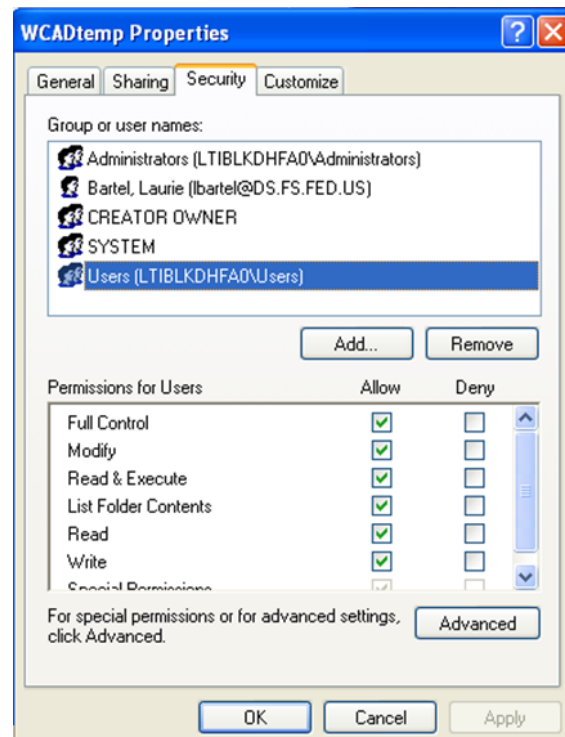 WCADtemp Properties
General Sharing Security Customize
Group or user names:
Administrators (LTIBLKDHFA0\Administrators)
Bartel, Laurie (lbartel@DS.FS.FED.US)
CREATOR OWNER
SYSTEM
Users (LTIBLKDHFA0\Users)
Add... Remove
Permissions for Users Allow Deny
Full Control
Modify
Read & Execute
List Folder Contents
Read
Write
Special Permissions
For special permissions or for advanced settings,
click Advanced.
Advanced
OK Cancel Apply